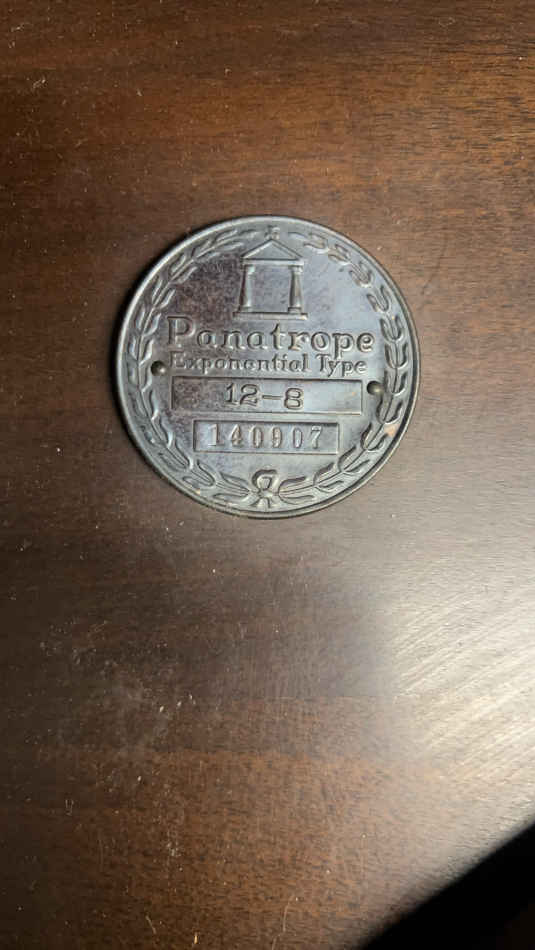 Panatrope
Exponential Type
12-8
140907